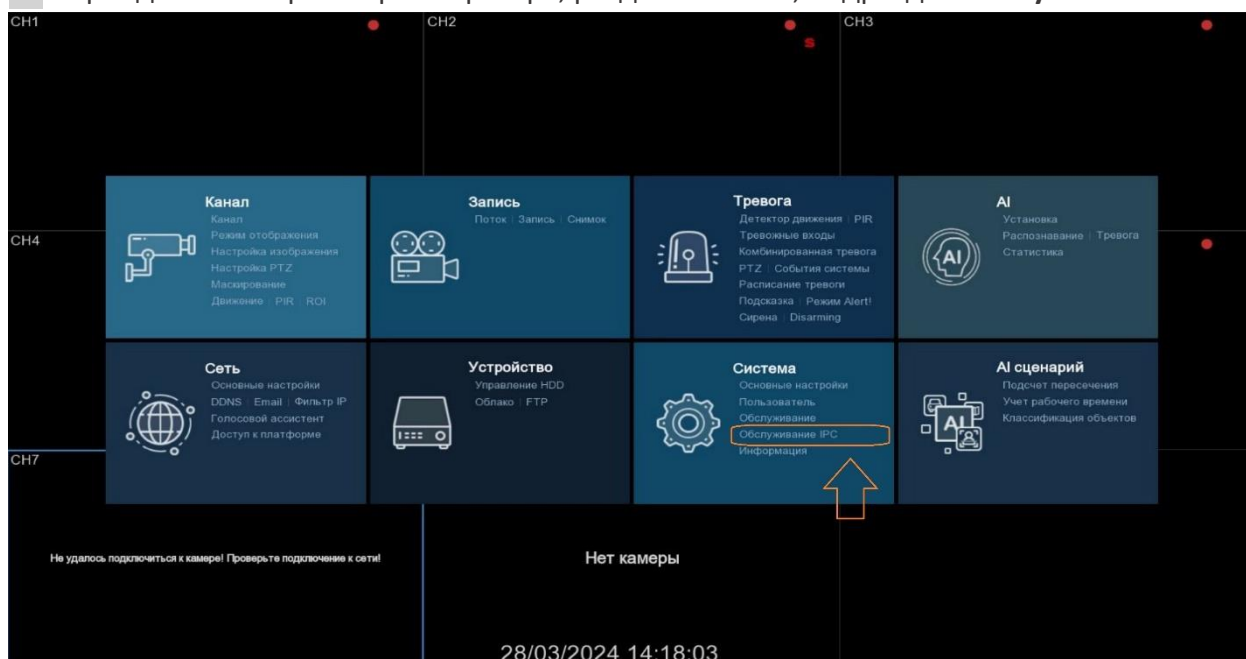 CH1
CH2
S
CH3
CH4
CH7
Канал
Канал
Режим отображения
Настройка изображения
Настройка PTZ
Маскирование
Движение | PIR | ROI
Запись
Поток | Запись | Снимок
Тревога
Детектор движения | PIR
Тревожные входы
Комбинированная тревога
PTZ | События системы
Расписание тревоги
Подсказка | Режим Alert!
Сирена | Disarming
AI
AI
Установка
Распознавание | Тревога
Статистика
Сеть
Основные настройки
DDNS | Email | Фильтр IP
Голосовой ассистент
Доступ к платформе
Устройство
Управление HDD
Облако | FTP
Система
Основные настройки
Пользователь
Обслуживание
Обслуживание IPC
Информация
AI сценарий
AI
Подсчет пересечения
Учет рабочего времени
Классификация объектов
Не удалось подключиться к камере! Проверьте подключение к сети!
Нет камеры
28/03/2024 14:18:03